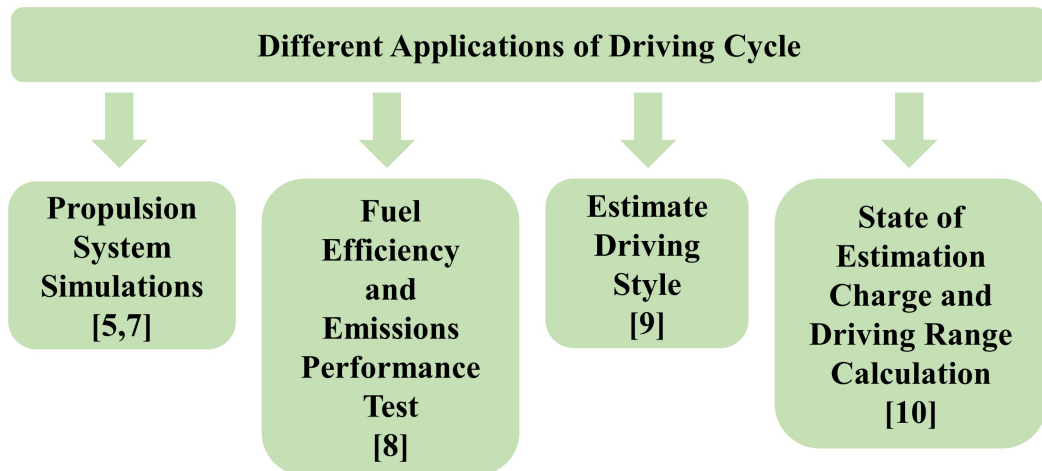 Different Applications of Driving Cycle
Propulsion
System
Simulations
[5,7]
Fuel
Efficiency
and
Emissions
Performance
Test
[8]
Estimate
Driving
Style
[9]
State of
Estimation
Charge and
Driving Range
Calculation
[10]